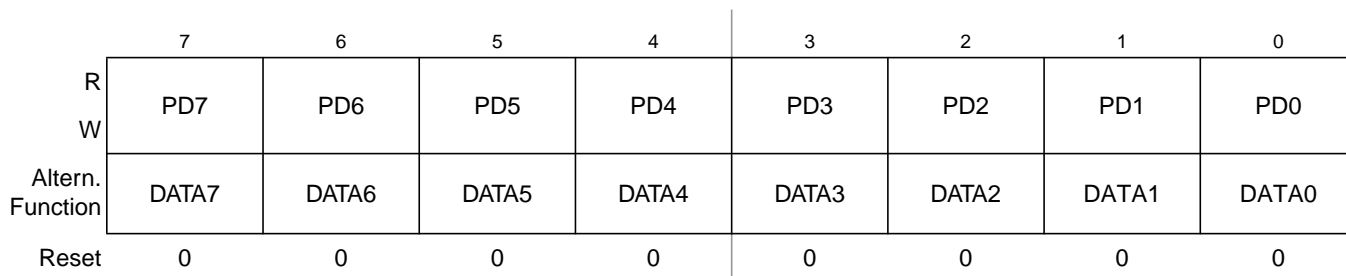 7 6 5 4 3 2 1 0
R
W
PD7 PD6 PD5 PD4 PD3 PD2 PD1 PD0
Altern.
Function
DATA7 DATA6 DATA5 DATA4 DATA3 DATA2 DATA1 DATA0
Reset 0 0 0 0 0 0 0 0